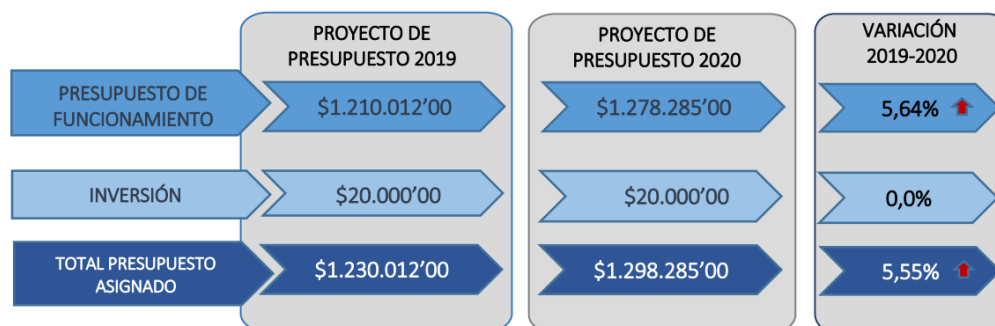 PROYECTO DE
PRESUPUESTO 2019
PROYECTO DE
PRESUPUESTO 2020
VARIACIÓN
2019-2020
PRESUPUESTO DE
FUNCIONAMIENTO
$1.210.012’00
$1.278.285’00
5,64%
INVERSIÓN
$20.000’00
$20.000’00
0,0%
TOTAL PRESUPUESTO
ASIGNADO
$1.230.012’00
$1.298.285’00
5,55%